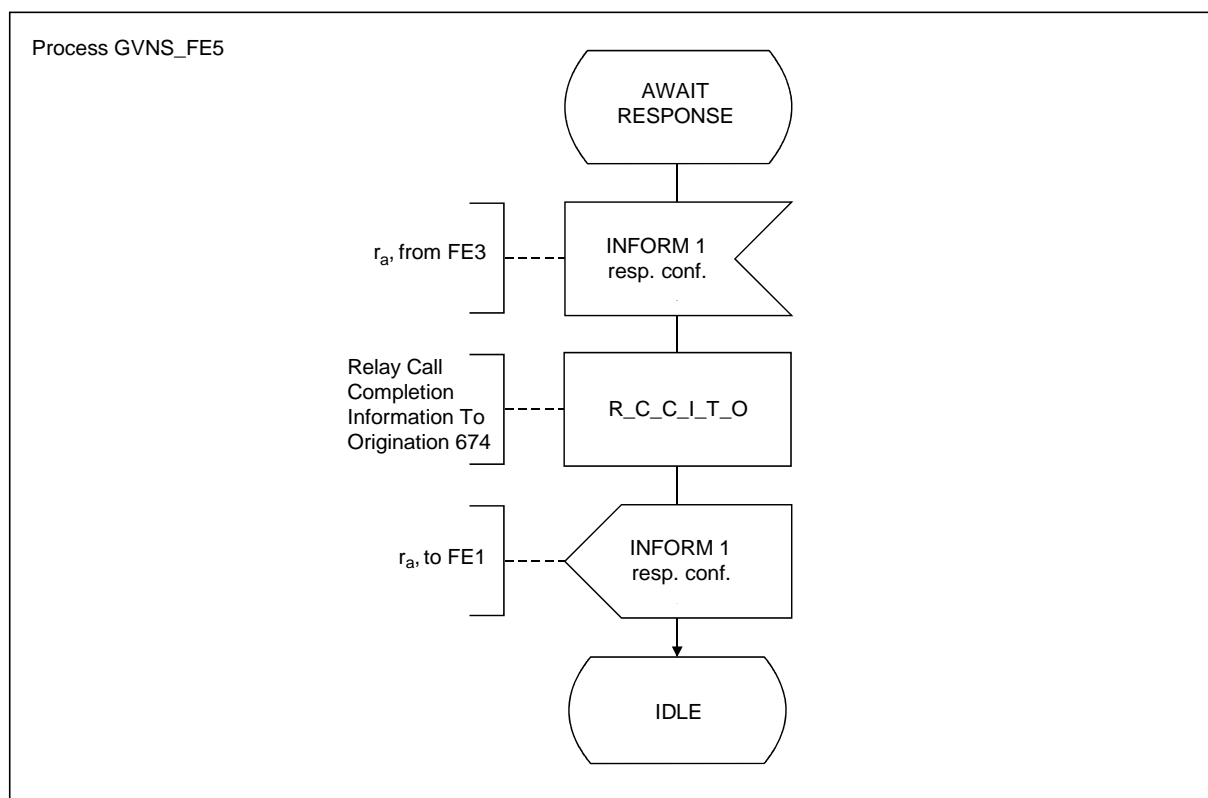 Process GVNS_FE5
AWAIT
RESPONSE
rₐ, from FE3
INFORM 1
resp. conf.
Relay Call
Completion
Information To
Origination 674
R_C_C_I_T_O
rₐ, to FE1
INFORM 1
resp. conf.
IDLE